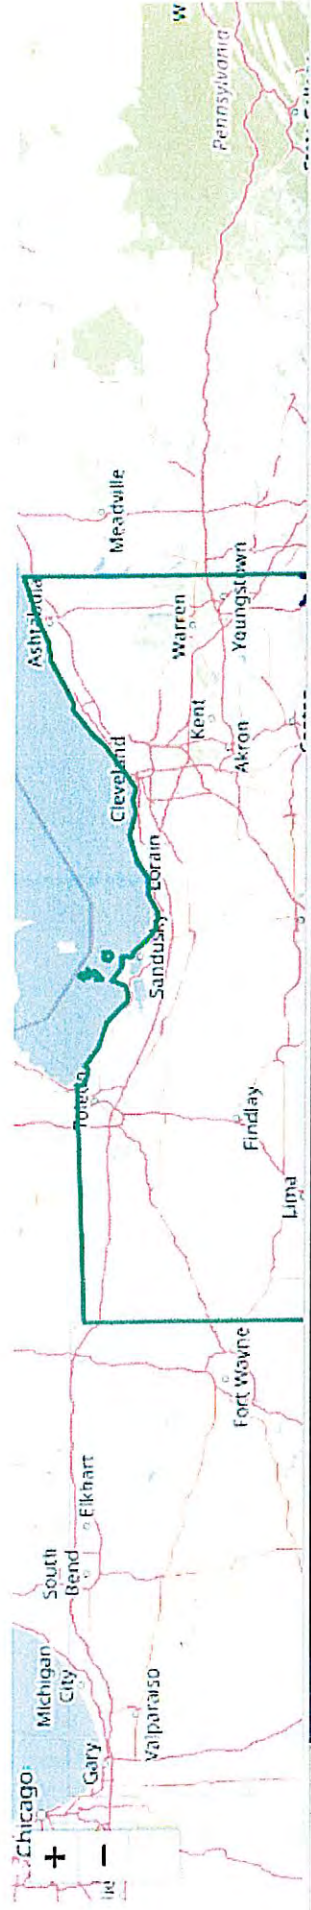 Chicago
Michigan
City
Gary
Valparaiso
South
Bend
Elkhart
Fort Wayne
Toledo
Findlay
Lima
Sandusky
Lorain
Cleveland
Kent
Akron
Ashtabula
Warren
Youngstown
Meadville
Pennsylvania
W
+
−